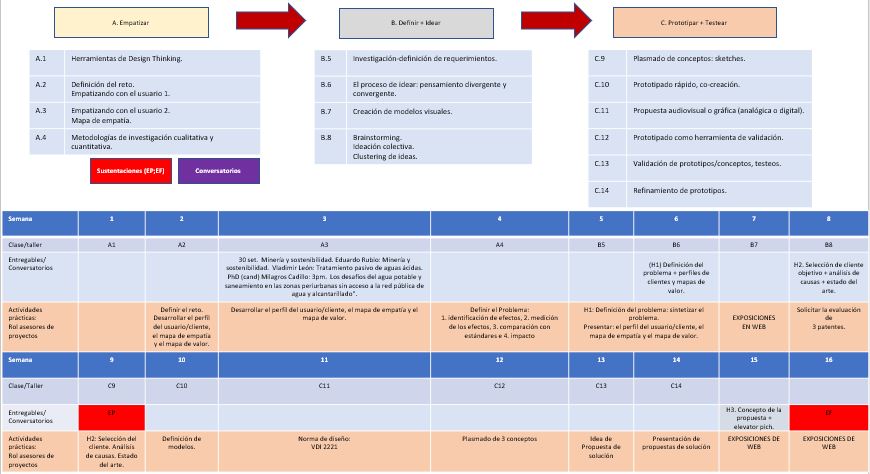 A. Empatizar
B. Definir + Idear
C. Prototipar + Testear
A.1 Herramientas de Design Thinking.
A.2 Definición del reto.
Empatizando con el usuario 1.
A.3 Empatizando con el usuario 2.
Mapa de empatía.
A.4 Metodologías de investigación cualitativa y
cuantitativa.
Sustentaciones (EP;EF)
Conversatorios
B.5 Investigación-definición de requerimientos.
B.6 El proceso de idear: pensamiento divergente y
convergente.
B.7 Creación de modelos visuales.
B.8 Brainstorming.
Ideación colectiva.
Clustering de ideas.
C.9 Plasmado de conceptos: sketches.
C.10 Prototipado rápido, co-creación.
C.11 Propuesta audiovisual o gráfica (analógica o digital).
C.12 Prototipado como herramienta de validación.
C.13 Validación de prototipos/conceptos, testeos.
C.14 Refinamiento de prototipos.
Semana 1 2 3 4 5 6 7 8
Clase/taller A1 A2 A3 A4 B5 B6 B7 B8
Entregables/
Conversatorios
30 set. Minería y sostenibilidad. Eduardo Rubio: Minería y
sostenibilidad. Vladimir León: Tratamiento pasivo de aguas ácidas.
PhD (cand) Milagros Cadillo: 3pm. Los desafíos del agua potable y
saneamiento en las zonas periurbanas sin acceso a la red pública de
agua y alcantarillado".
(H1) Definición del
problema + perfiles de
clientes y mapas de
valor.
H2. Selección de cliente
objetivo + análisis de
causas + estado del
arte.
Actividades
prácticas:
Rol asesores de
proyectos
Definir el reto.
Desarrollar el perfil
del usuario/cliente,
el mapa de empatía
y el mapa de valor.
Desarrollar el perfil del usuario/cliente, el mapa de empatía y el
mapa de valor.
Definir el Problema:
1. identificación de efectos, 2. medición
de los efectos, 3. comparación con
estándares e 4. impacto
H1: Definición del problema: sintetizar el
problema.
Presentar: el perfil del usuario/cliente, el
mapa de empatía y el mapa de valor.
EXPOSICIONES
EN WEB
Solicitar la evaluación
de
3 patentes.
Semana 9 10 11 12 13 14 15 16
Clase/Taller C9 C10 C11 C12 C13 C14
Entregables/
Conversatorios
EP
H3. Concepto de la
propuesta +
elevator pich.
EF
Actividades
prácticas:
Rol asesores de
proyectos
H2: Selección del
cliente. Análisis
de causas. Estado
del arte.
Definición de
modelos.
Norma de diseño:
VDI 2221
Plasmado de 3 conceptos
Idea de
Propuesta de
solución
Presentación de
propuestas de solución
EXPOSICIONES DE
WEB
EXPOSICIONES DE
WEB